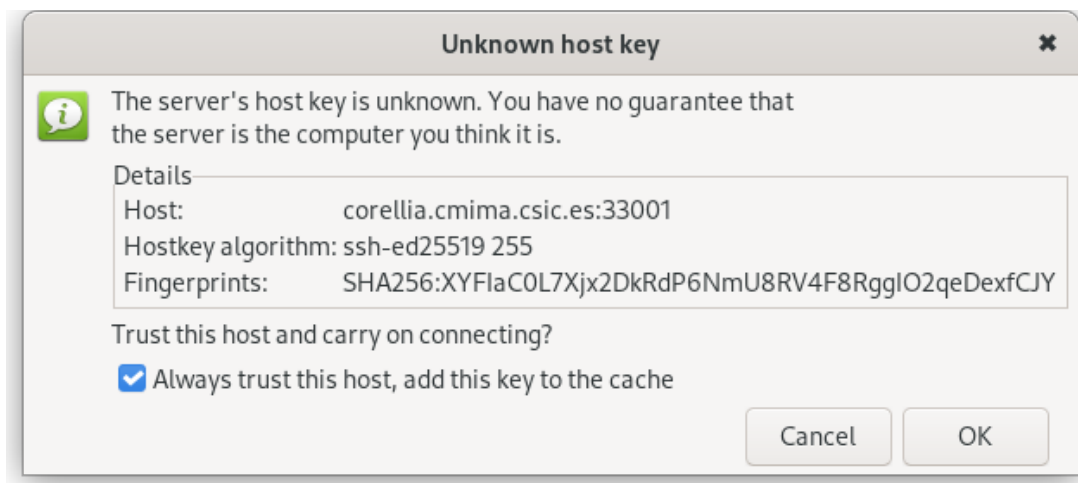 Unknown host key
The server's host key is unknown. You have no guarantee that
the server is the computer you think it is.
Details
Host: corellia.cmima.csic.es:33001
Hostkey algorithm: ssh-ed25519 255
Fingerprints: SHA256:XYFIaC0L7Xjx2DkRdP6NmU8RV4F8RggIO2qeDexfCJY
Trust this host and carry on connecting?
Always trust this host, add this key to the cache
Cancel OK